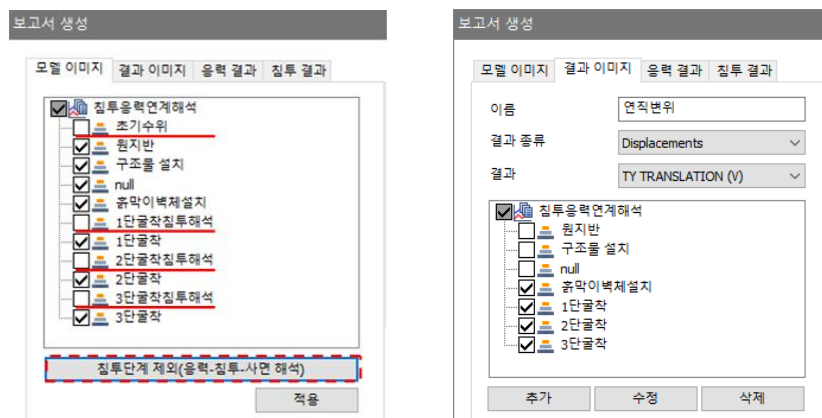 보고서 생성
모델 이미지 결과 이미지 응력 결과 침투 결과
침투응력연계해석
초기수위
원지반
구조물 설치
null
흙막이벽체설치
1단굴착침투해석
1단굴착
2단굴착침투해석
2단굴착
3단굴착침투해석
3단굴착
침투단계 제외(응력-침투-사면 해석)
적용
보고서 생성
모델 이미지 결과 이미지 응력 결과 침투 결과
이름 연직변위
결과 종류 Displacements
결과 TY TRANSLATION (V)
침투응력연계해석
원지반
구조물 설치
null
흙막이벽체설치
1단굴착
2단굴착
3단굴착
추가 수정 삭제